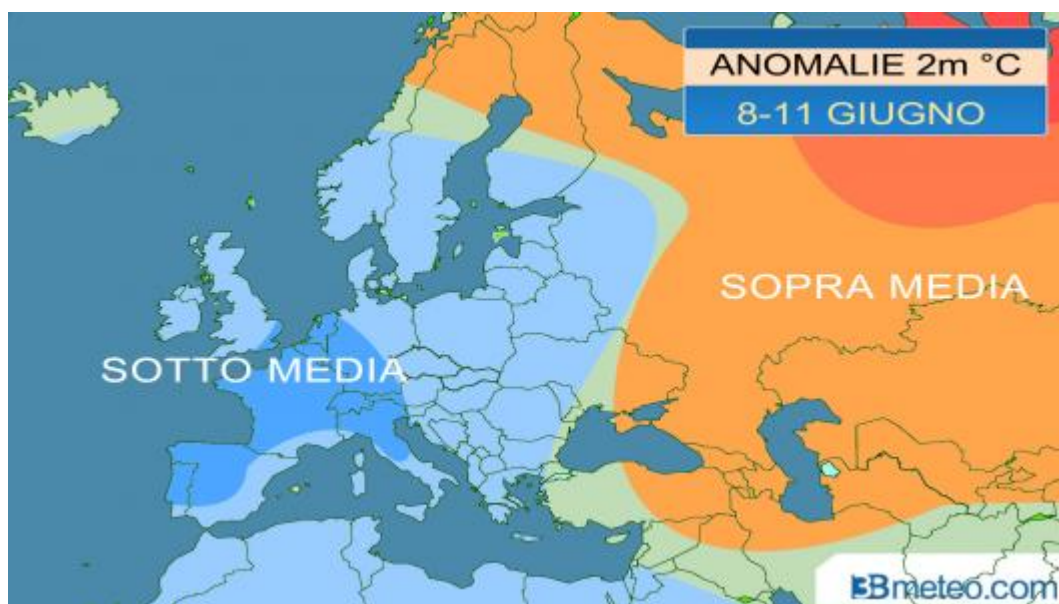 ANOMALIE 2m °C
8-11 GIUGNO
SOPRA MEDIA
SOTTO MEDIA
3Bmeteo.com